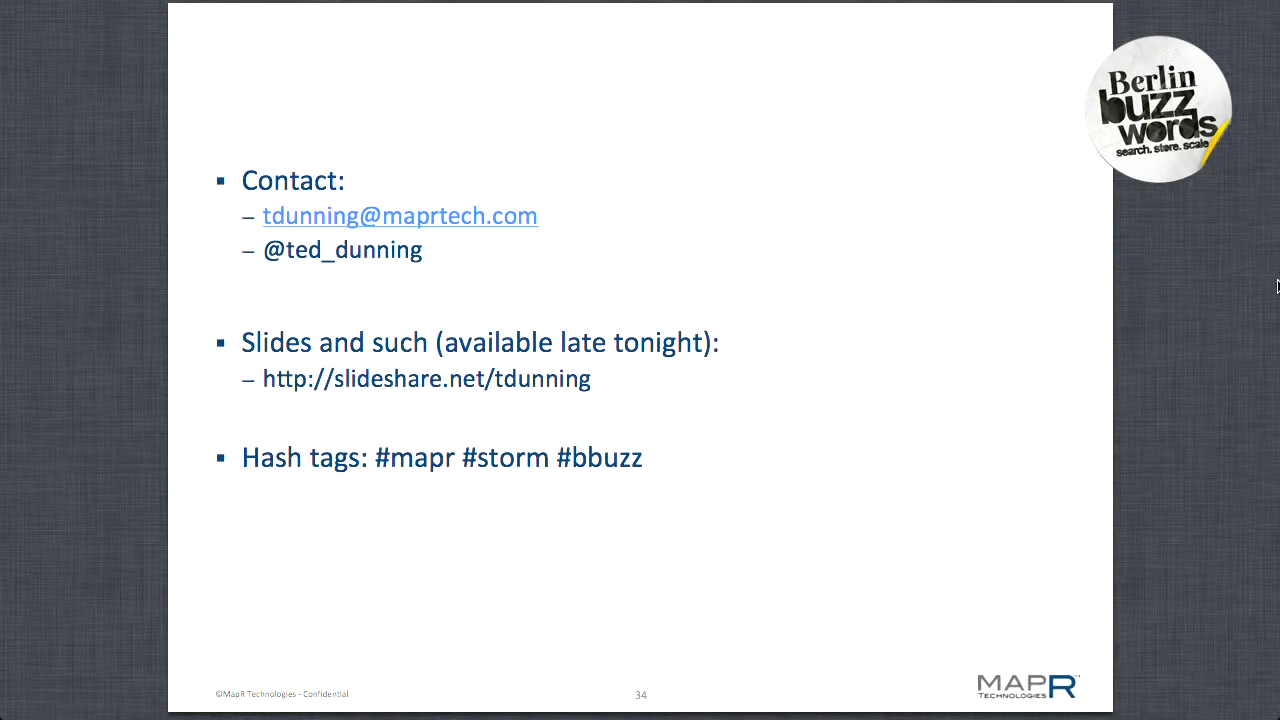 Berlin
buzz
words
search. store. scale
▪ Contact:
– tdunning@maprtech.com
– @ted_dunning
▪ Slides and such (available late tonight):
– http://slideshare.net/tdunning
▪ Hash tags: #mapr #storm #bbuzz
©MapR Technologies - Confidential
34
MAPR
TECHNOLOGIES